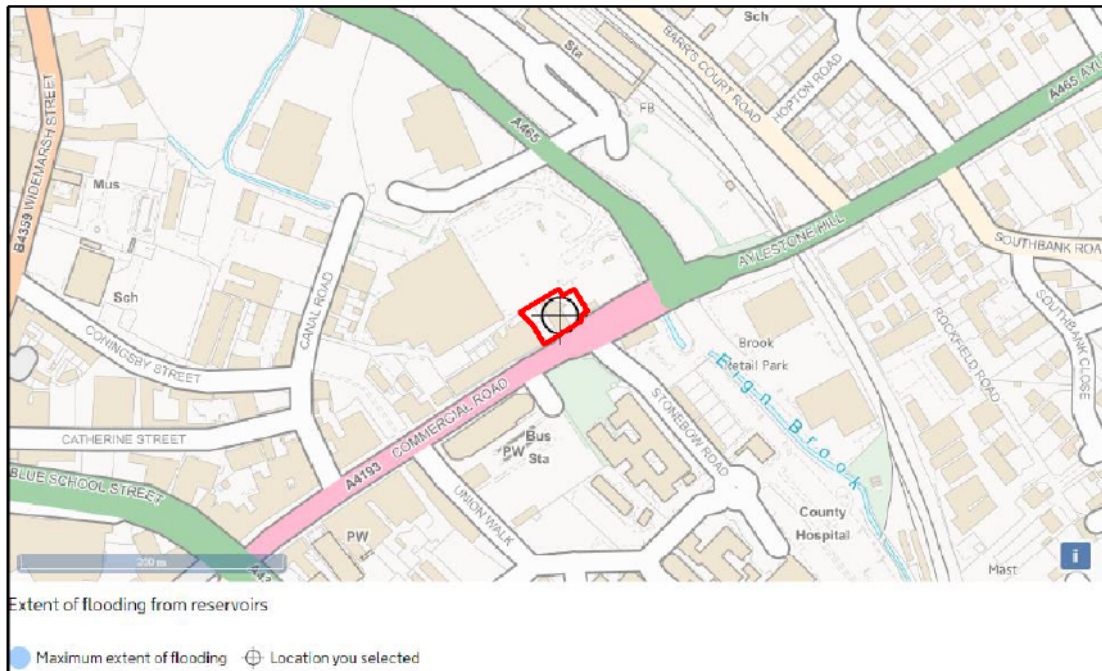 Sch
Sta
BARR'S COURT ROAD
HOPTON ROAD
A465 AYLE
B4359 WIDEMARSH STREET
A465
FB
Mus
AYLESTONE HILL
SOUTHBANK ROA
Sch
CANAL ROAD
CONINGSBY STREET
Brook
Retail Park
ROCKFIELD ROAD
SOUTHBANK CLOSE
Eign Brook
STONEBOW ROAD
COMMERCIAL ROAD
A4193
CATHERINE STREET
BLUE SCHOOL STREET
PW
Bus
Sta
UNION WALK
PW
County
Hospital
Mast
200 m
i
Extent of flooding from reservoirs
Maximum extent of flooding Location you selected